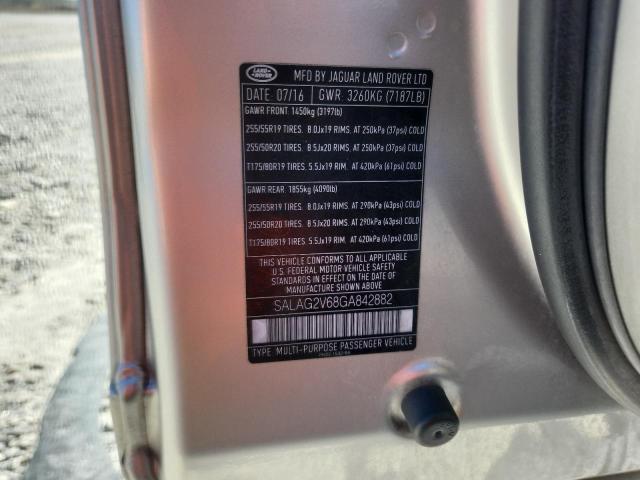 LAND ROVER
MFD BY JAGUAR LAND ROVER LTD
DATE 07/16 GWR 3260KG (7187LB)
GAWR FRONT. 1450kg (3197lb)
255/55R19 TIRES. 8.0Jx19 RIMS. AT 250kPa (37psi) COLD
255/50R20 TIRES. 8.5Jx20 RIMS. AT 250kPa (37psi) COLD
T175/80R19 TIRES. 5.5Jx19 RIM. AT 420kPa (61psi) COLD
GAWR REAR. 1855kg (4090lb)
255/55R19 TIRES. 8.0Jx19 RIMS. AT 290kPa (43psi) COLD
255/50R20 TIRES. 8.5Jx20 RIMS. AT 290kPa (43psi) COLD
T175/80R19 TIRES. 5.5Jx19 RIM. AT 420kPa (61psi) COLD
THIS VEHICLE CONFORMS TO ALL APPLICABLE
U.S. FEDERAL MOTOR VEHICLE SAFETY
STANDARDS IN EFFECT ON THE DATE OF
MANUFACTURE SHOWN ABOVE
SALAG2V68GA842882
TYPE MULTI-PURPOSE PASSENGER VEHICLE